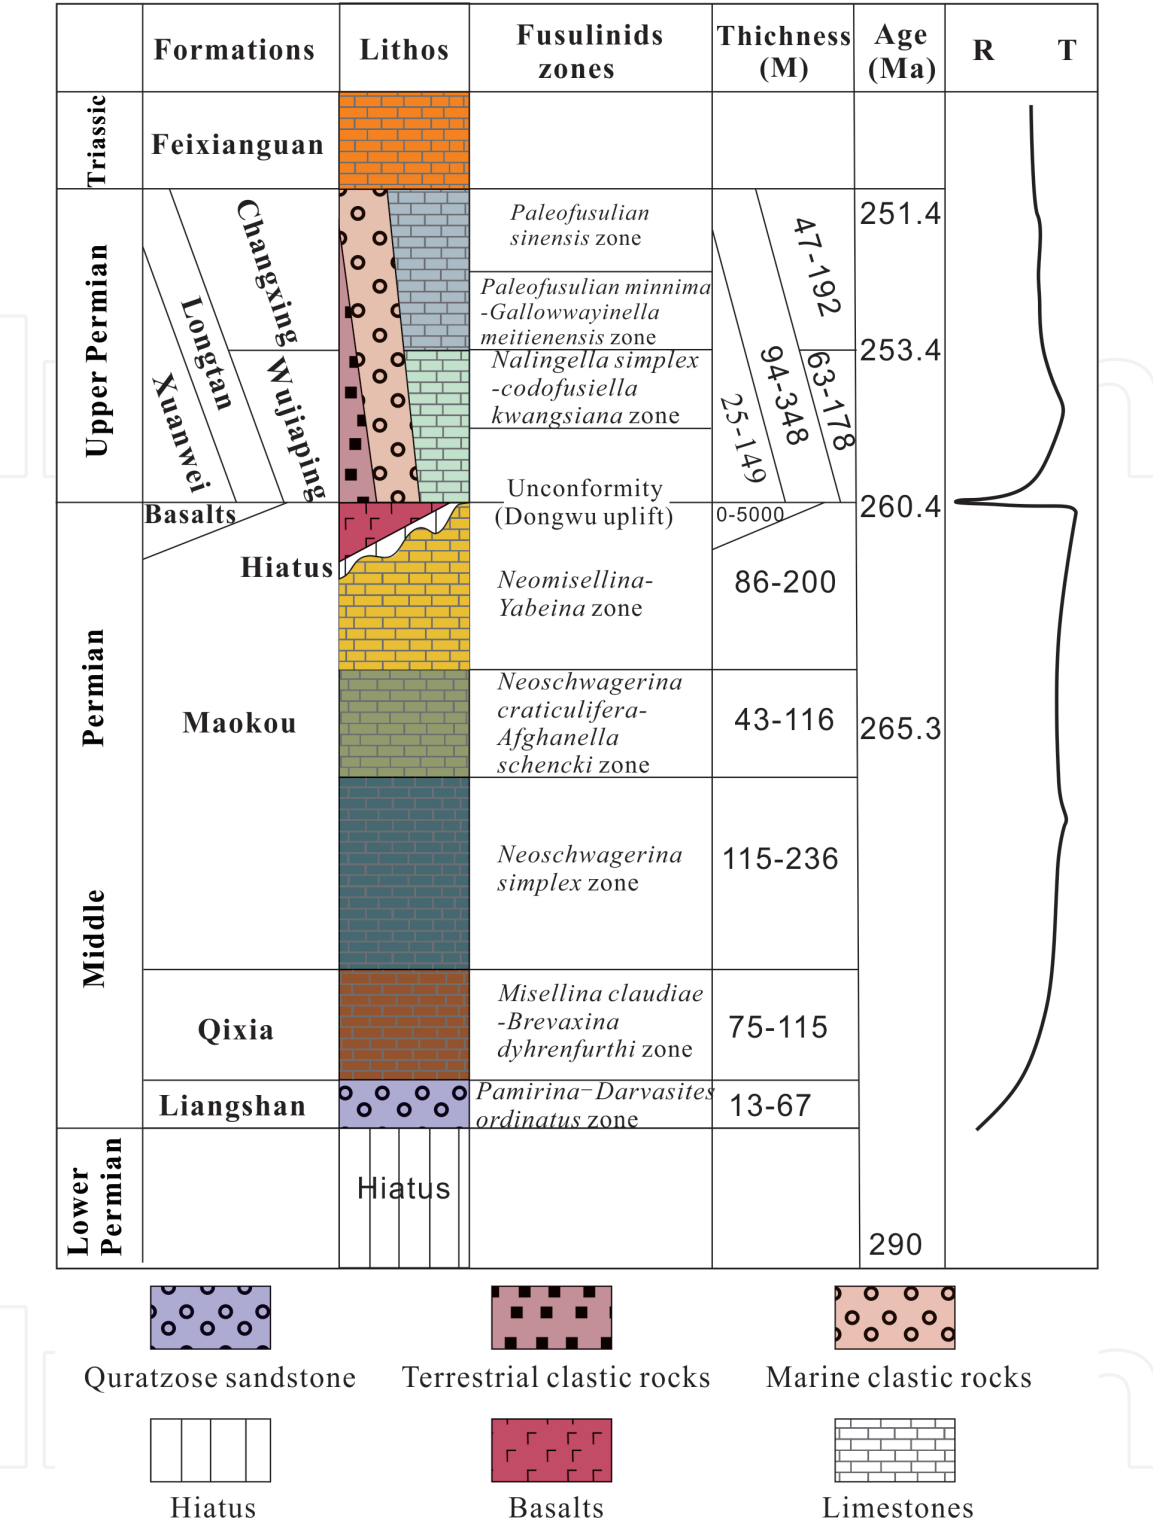 Formations
Lithos
Fusulinids
zones
Thichness
(M)
Age
(Ma)
R
T
Triassic
Feixianguan
Upper Permian
Xuanwei
Longtan
Changxing
Wujiaping
Paleofusulian
sinensis zone
Paleofusulian minnima
-Gallowwayinella
meitienensis zone
Nalingella simplex
-codofusiella
kwangsiana zone
25-149
94-348
47-192
63-178
251.4
253.4
260.4
Unconformity
(Dongwu uplift)
Middle Permian
Basalts
0-5000
Hiatus
Neomisellina-
Yabeina zone
86-200
Maokou
Neoschwagerina
craticulifera-
Afghanella
schencki zone
43-116
265.3
Neoschwagerina
simplex zone
115-236
Qixia
Misellina claudiae
-Brevaxina
dyhrenfurthi zone
75-115
Liangshan
Pamirina-Darvasites
ordinatus zone
13-67
Lower
Permian
Hiatus
290
Quratzose sandstone
Terrestrial clastic rocks
Marine clastic rocks
Hiatus
Basalts
Limestones